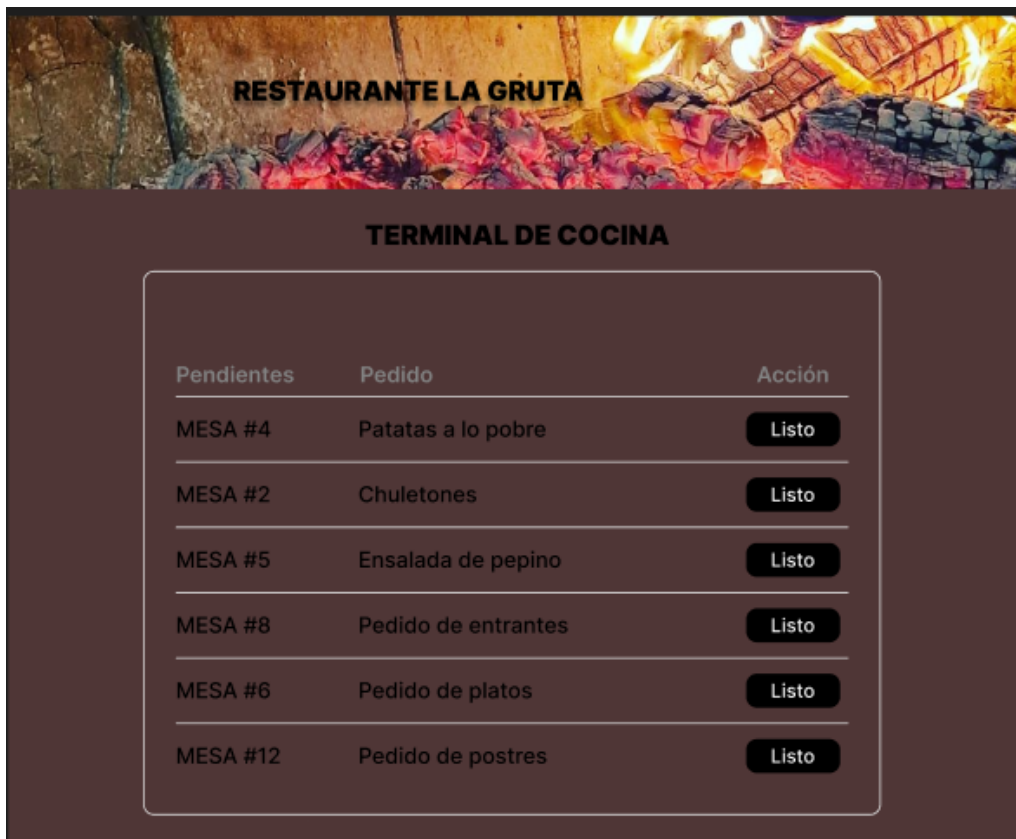 RESTAURANTE LA GRUTA
TERMINAL DE COCINA
Pendientes Pedido Acción
MESA #4 Patatas a lo pobre Listo
MESA #2 Chuletones Listo
MESA #5 Ensalada de pepino Listo
MESA #8 Pedido de entrantes Listo
MESA #6 Pedido de platos Listo
MESA #12 Pedido de postres Listo